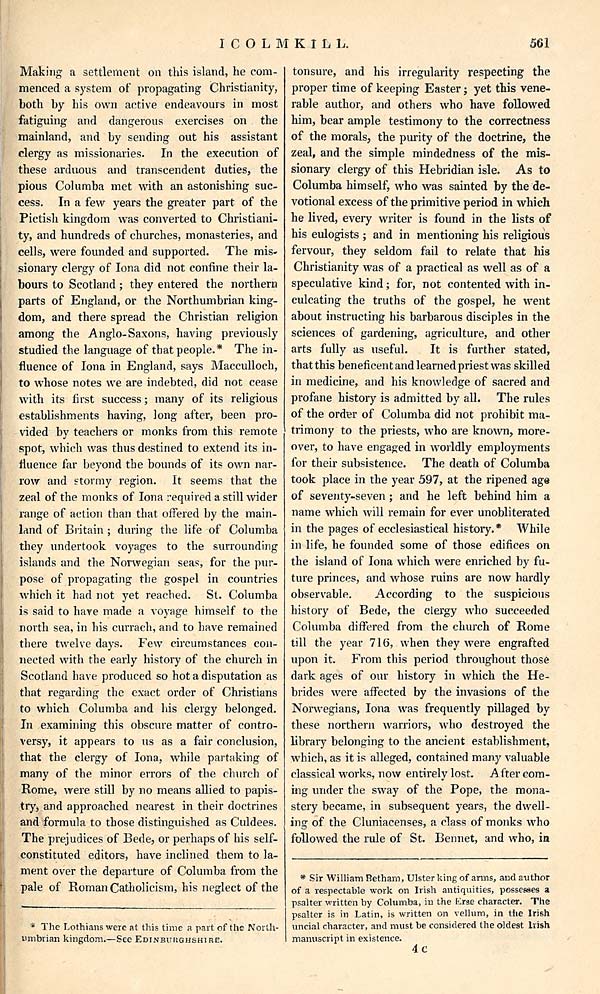 ICOLMKILL.
561
Making a settlement on this island, he com-
menced a system of propagating Christianity,
both by his own active endeavours in most
fatiguing and dangerous exercises on the
mainland, and by sending out his assistant
clergy as missionaries. In the execution of
these arduous and transcendent duties, the
pious Columba met with an astonishing suc-
cess. In a few years the greater part of the
Pictish kingdom was converted to Christiani-
ty, and hundreds of churches, monasteries, and
cells, were founded and supported. The mis-
sionary clergy of Iona did not confine their la-
bours to Scotland; they entered the northern
parts of England, or the Northumbrian king-
dom, and there spread the Christian religion
among the Anglo-Saxons, having previously
studied the language of that people.* The in-
fluence of Iona in England, says Macculloch,
to whose notes we are indebted, did not cease
with its first success; many of its religious
establishments having, long after, been pro-
vided by teachers or monks from this remote
spot, which was thus destined to extend its in-
fluence far beyond the bounds of its own nar-
row and stormy region. It seems that the
zeal of the monks of Iona required a still wider
range of action than that offered by the main-
land of Britain; during the life of Columba
they undertook voyages to the surrounding
islands and the Norwegian seas, for the pur-
pose of propagating the gospel in countries
which it had not yet reached. St. Columba
is said to have made a voyage himself to the
north sea, in his currach, and to have remained
there twelve days. Few circumstances con-
nected with the early history of the church in
Scotland have produced so hot a disputation as
that regarding the exact order of Christians
to which Columba and his clergy belonged.
In examining this obscure matter of contro-
versy, it appears to us as a fair conclusion,
that the clergy of Iona, while partaking of
many of the minor errors of the church of
Rome, were still by no means allied to papis-
try, and approached nearest in their doctrines
and formula to those distinguished as Culdees.
The prejudices of Bede, or perhaps of his self-
constituted editors, have inclined them to la-
ment over the departure of Columba from the
pale of Roman Catholicism, his neglect of the
* The Lothians were at this time a part of the North-
umbrian kingdom.—See EDINBURGHSHIRE.
tonsure, and his irregularity respecting the
proper time of keeping Easter; yet this vene-
rable author, and others who have followed
him, bear ample testimony to the correctness
of the morals, the purity of the doctrine, the
zeal, and the simple mindedness of the mis-
sionary clergy of this Hebridian isle. As to
Columba himself, who was sainted by the de-
votional excess of the primitive period in which
he lived, every writer is found in the lists of
his eulogists; and in mentioning his religious
fervour, they seldom fail to relate that his
Christianity was of a practical as well as of a
speculative kind; for, not contented with in-
culcating the truths of the gospel, he went
about instructing his barbarous disciples in the
sciences of gardening, agriculture, and other
arts fully as useful. It is further stated,
that this beneficent and learned priest was skilled
in medicine, and his knowledge of sacred and
profane history is admitted by all. The rules
of the order of Columba did not prohibit ma-
trimony to the priests, who are known, more-
over, to have engaged in worldly employments
for their subsistence. The death of Columba
took place in the year 597, at the ripened age
of seventy-seven; and he left behind him a
name which will remain for ever unobliterated
in the pages of ecclesiastical history.* While
in life, he founded some of those edifices on
the island of Iona which were enriched by fu-
ture princes, and whose ruins are now hardly
observable. According to the suspicious
history of Bede, the clergy who succeeded
Columba differed from the church of Rome
till the year 716, when they were engrafted
upon it. From this period throughout those
dark ages of our history in which the He-
brides were affected by the invasions of the
Norwegians, Iona was frequently pillaged by
these northern warriors, who destroyed the
library belonging to the ancient establishment,
which, as it is alleged, contained many valuable
classical works, now entirely lost. After com-
ing under the sway of the Pope, the mona-
stery became, in subsequent years, the dwell-
ing of the Cluniacenses, a class of monks who
followed the rule of St. Bennet, and who, in
* Sir William Betham, Ulster king of arms, and author
of a respectable work on Irish antiquities, possesses a
psalter written by Columba, in the Erse character. The
psalter is in Latin, is written on vellum, in the Irish
uncial character, and must be considered the oldest Irish
manuscript in existence.
4 C